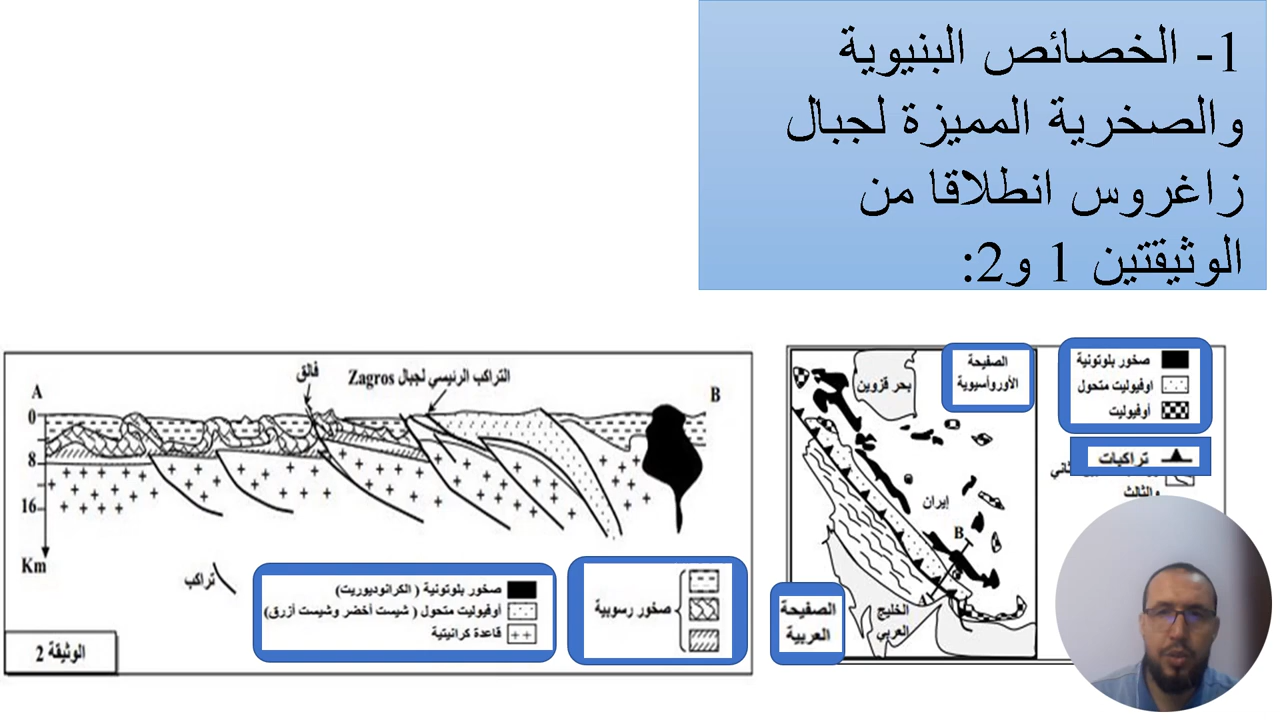 1- الخصائص البنيوية
والصخرية المميزة لجبال
زاغروس انطلاقا من
الوثيقتين 1 و2:
صخور بلوتونية
اوفيوليت متحول
أوفيوليت
تراكبات
والثالث
الصفيحة
الأوروآسيوية
بحر قزوين
إيران
B
A
الخليج
العربي
الصفيحة
العربية
فالق
التراكب الرئيسي لجبال Zagros
A
B
0
8
16
Km
تراكب
صخور بلوتونية ( الكرانوديوريت)
أوفيوليت متحول ( شيست أخضر وشيست أزرق)
قاعدة كرانيتية
صخور رسوبية
الوثيقة 2